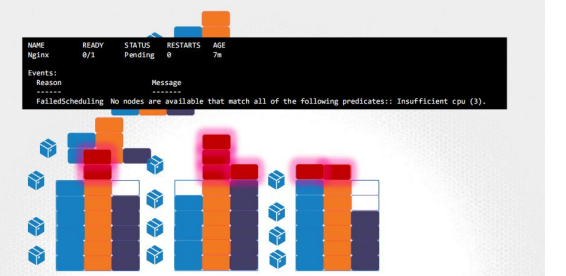 NAME READY STATUS RESTARTS AGE
Nginx 0/1 Pending 0 7m
Events:
Reason Message
------ -------
FailedScheduling No nodes are available that match all of the following predicates:: Insufficient cpu (3).